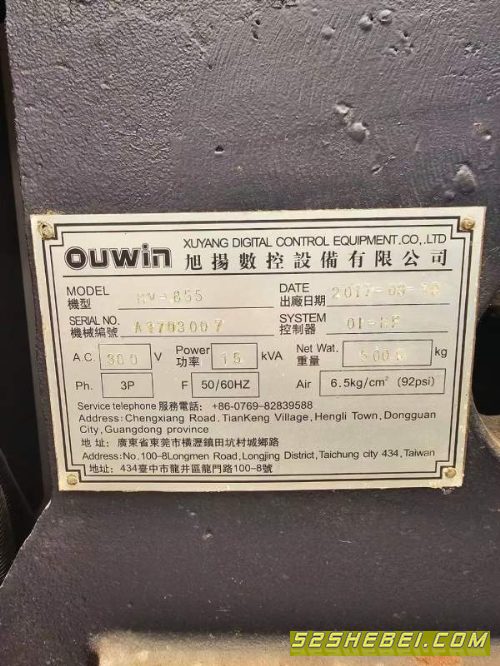 ouwin
XUYANG DIGITAL CONTROL EQUIPMENT.CO,.LTD
旭揚數控設備有限公司
MODEL -855 DATE 2017-03-
機型 出廠日期
SERIAL NO. A1703007 SYSTEM 0I-
機械編號 控制器
A.C. 380 V Power 15 kVA Net Wat. kg
功率 重量
Ph. 3P F 50/60HZ Air 6.5kg/cm² (92psi)
Service telephone 服務電話: +86-0769-82839588
Address: Chengxiang Road. TianKeng Village, Hengli Town, Dongguan
City, Guangdong province
地 址: 廣東省東莞市橫瀝鎮田坑村城鄉路
Address:No.100-8Longmen Road, Longjing District, Taichung city 434, Taiwan
地址: 434臺中市龍井區龍門路100-8號
52SHEBEI.COM